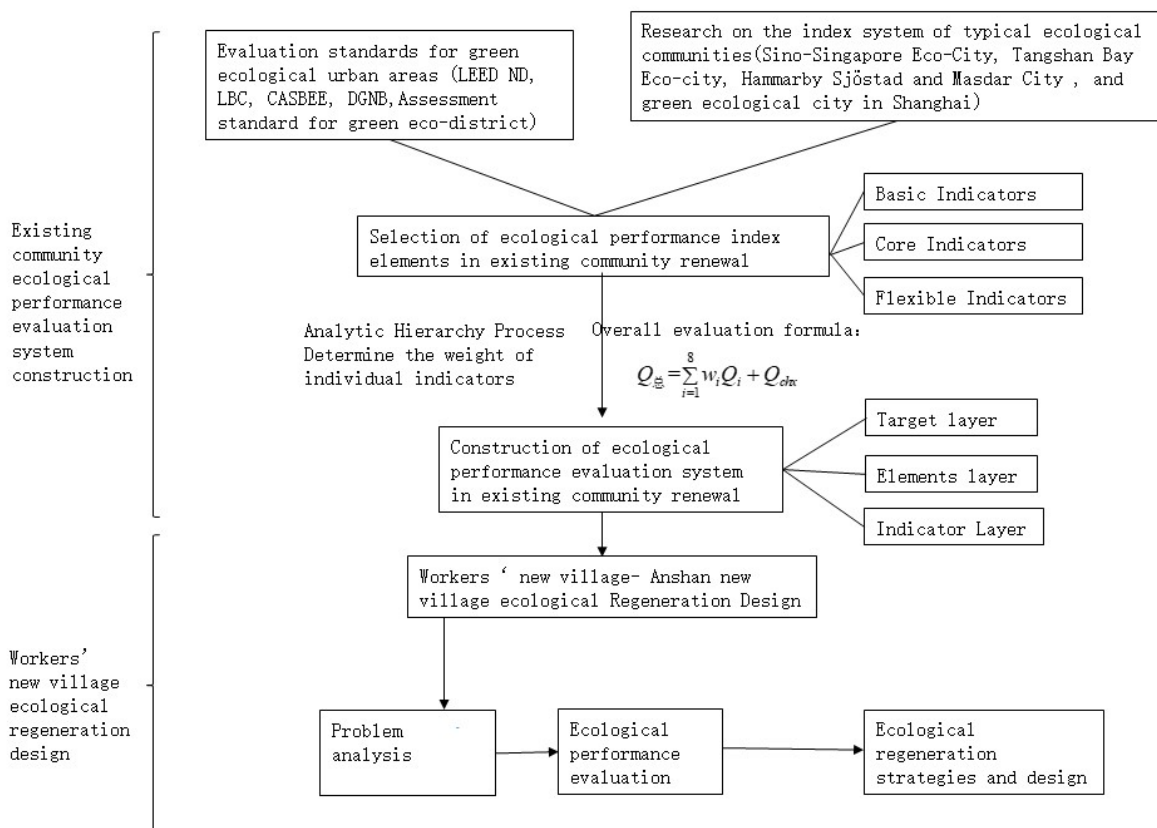 Evaluation standards for green
ecological urban areas (LEED ND,
LBC, CASBEE, DGNB,Assessment
standard for green eco-district)
Research on the index system of typical ecological
communities(Sino-Singapore Eco-City, Tangshan Bay
Eco-city, Hammarby Sjöstad and Masdar City , and
green ecological city in Shanghai)
Existing
community
ecological
performance
evaluation
system
construction
Selection of ecological performance index
elements in existing community renewal
Basic Indicators
Core Indicators
Flexible Indicators
Analytic Hierarchy Process
Determine the weight of
individual indicators
Overall evaluation formula:
Q总=∑i=1 8 wiQi + Qchx
Construction of ecological
performance evaluation system
in existing community renewal
Target layer
Elements layer
Indicator Layer
Workers ‘ new village- Anshan new
village ecological Regeneration Design
Workers’
new village
ecological
regeneration
design
Problem
analysis
Ecological
performance
evaluation
Ecological
regeneration
strategies and design